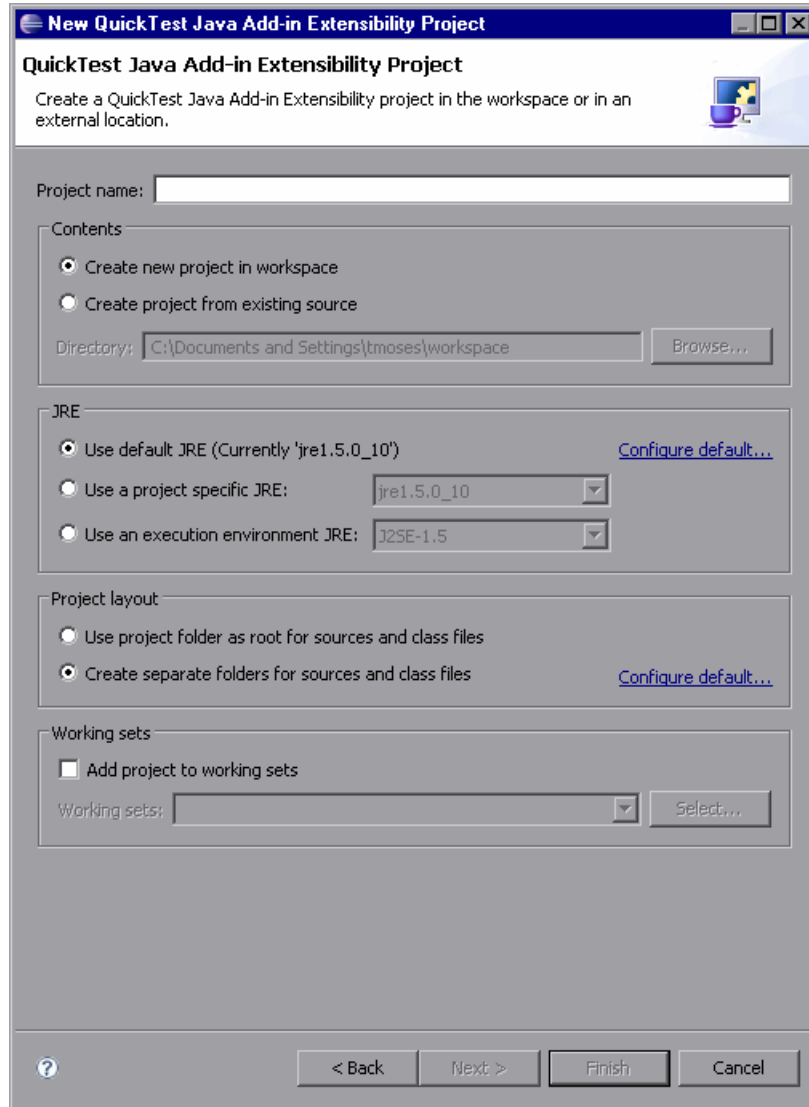 New QuickTest Java Add-in Extensibility Project
QuickTest Java Add-in Extensibility Project
Create a QuickTest Java Add-in Extensibility project in the workspace or in an
external location.
Project name:
Contents
Create new project in workspace
Create project from existing source
Directory: C:\Documents and Settings\tmoses\workspace Browse...
JRE
Use default JRE (Currently 'jre1.5.0_10') Configure default...
Use a project specific JRE: jre1.5.0_10
Use an execution environment JRE: J2SE-1.5
Project layout
Use project folder as root for sources and class files
Create separate folders for sources and class files Configure default...
Working sets
Add project to working sets
Working sets: Select...
? < Back Next > Finish Cancel